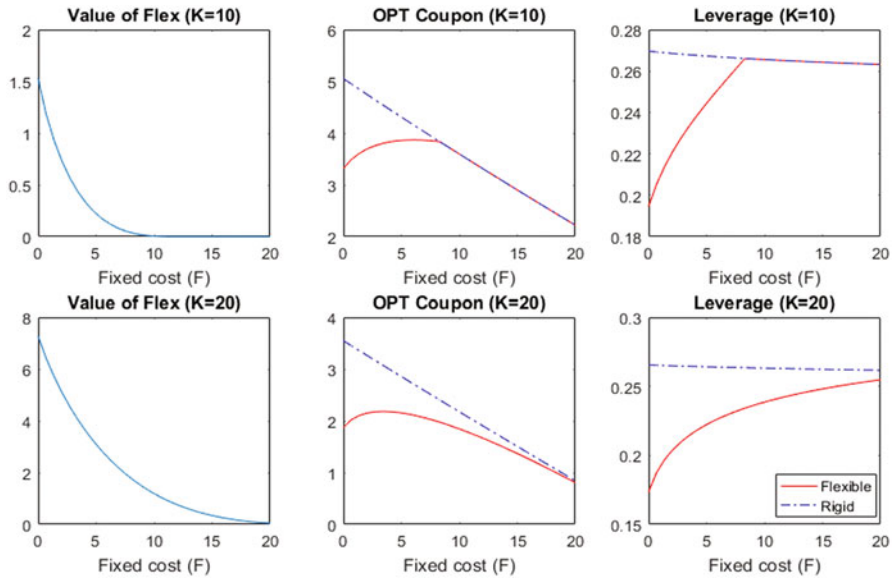 Value of Flex (K=10)
2
1.5
1
0.5
0
0 5 10 15 20
Fixed cost (F)
OPT Coupon (K=10)
6
5
4
3
2
0 5 10 15 20
Fixed cost (F)
Leverage (K=10)
0.28
0.26
0.24
0.22
0.2
0.18
0 5 10 15 20
Fixed cost (F)
Value of Flex (K=20)
8
6
4
2
0
0 5 10 15 20
Fixed cost (F)
OPT Coupon (K=20)
4
3
2
1
0
0 5 10 15 20
Fixed cost (F)
Leverage (K=20)
0.3
0.25
0.2
0.15
Flexible
Rigid
0 5 10 15 20
Fixed cost (F)